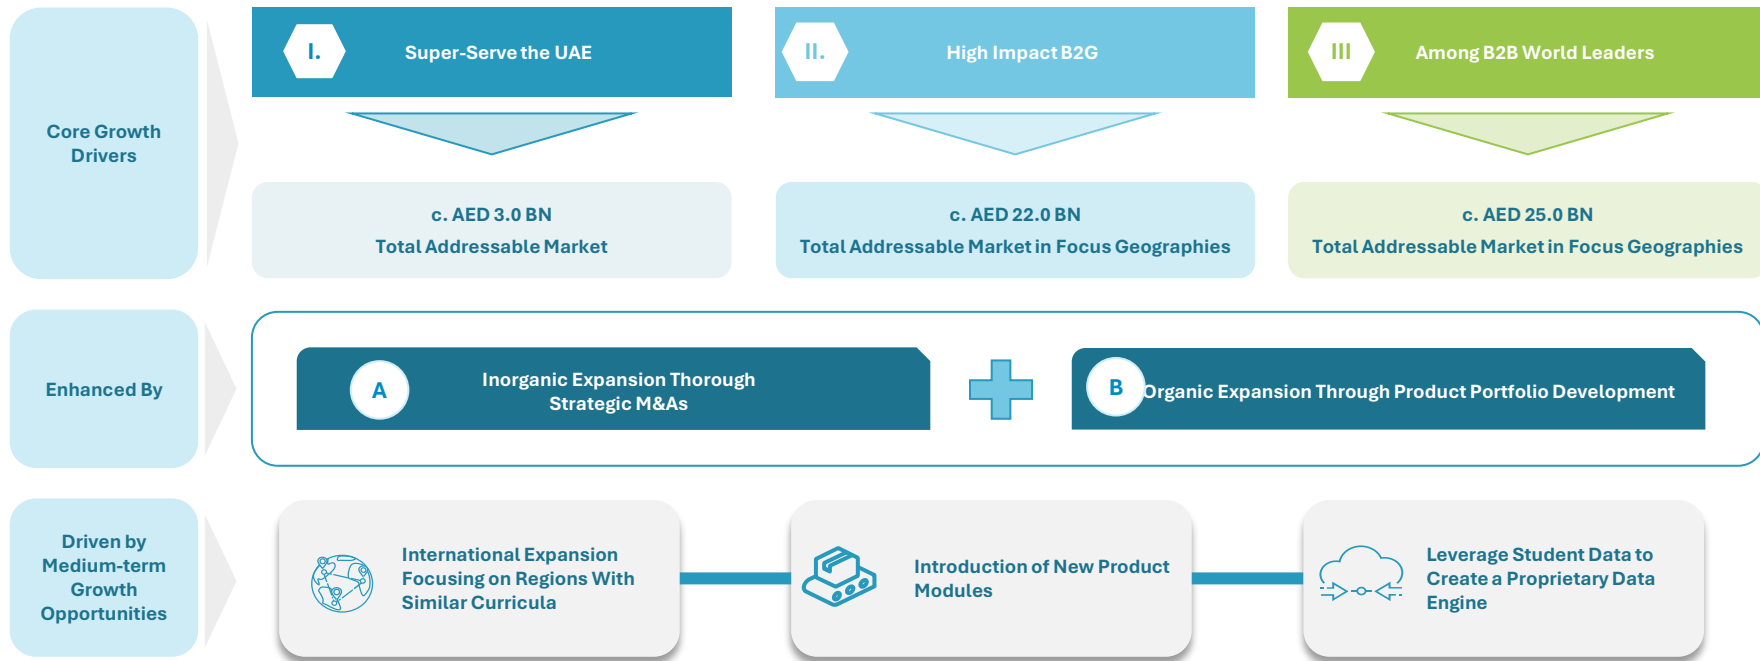 Core Growth
Drivers
I.
Super-Serve the UAE
II.
High Impact B2G
III
Among B2B World Leaders
c. AED 3.0 BN
Total Addressable Market
c. AED 22.0 BN
Total Addressable Market in Focus Geographies
c. AED 25.0 BN
Total Addressable Market in Focus Geographies
Enhanced By
A
Inorganic Expansion Thorough
Strategic M&As
B
Organic Expansion Through Product Portfolio Development
Driven by
Medium-term
Growth
Opportunities
International Expansion
Focusing on Regions With
Similar Curricula
Introduction of New Product
Modules
Leverage Student Data to
Create a Proprietary Data
Engine